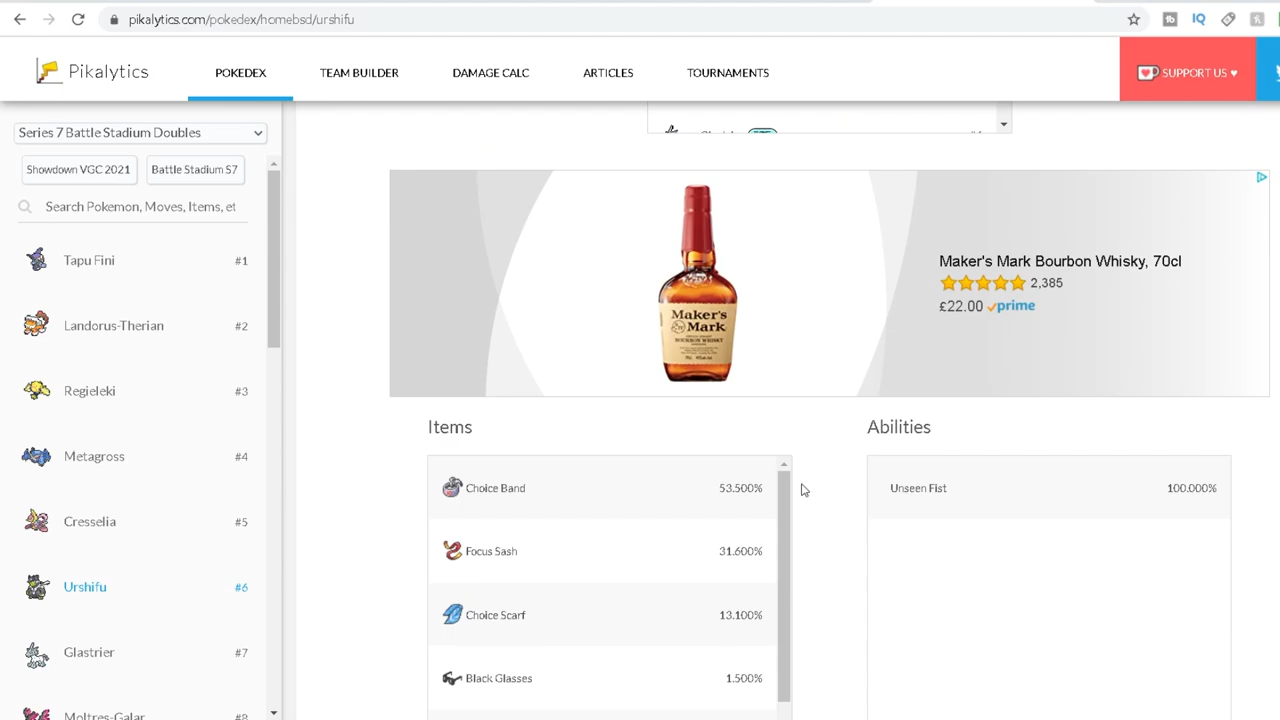 pikalytics.com/pokedex/homebsd/urshifu
Pikalytics
POKEDEX
TEAM BUILDER
DAMAGE CALC
ARTICLES
TOURNAMENTS
SUPPORT US ♥
Series 7 Battle Stadium Doubles
Showdown VGC 2021
Battle Stadium S7
Search Pokemon, Moves, Items, et
Tapu Fini #1
Landorus-Therian #2
Regieleki #3
Metagross #4
Cresselia #5
Urshifu #6
Glastrier #7
Moltres-Galar #8
Maker's Mark
Maker's Mark Bourbon Whisky, 70cl
2,385
£22.00 prime
Items
Choice Band 53.500%
Focus Sash 31.600%
Choice Scarf 13.100%
Black Glasses 1.500%
Abilities
Unseen Fist 100.000%